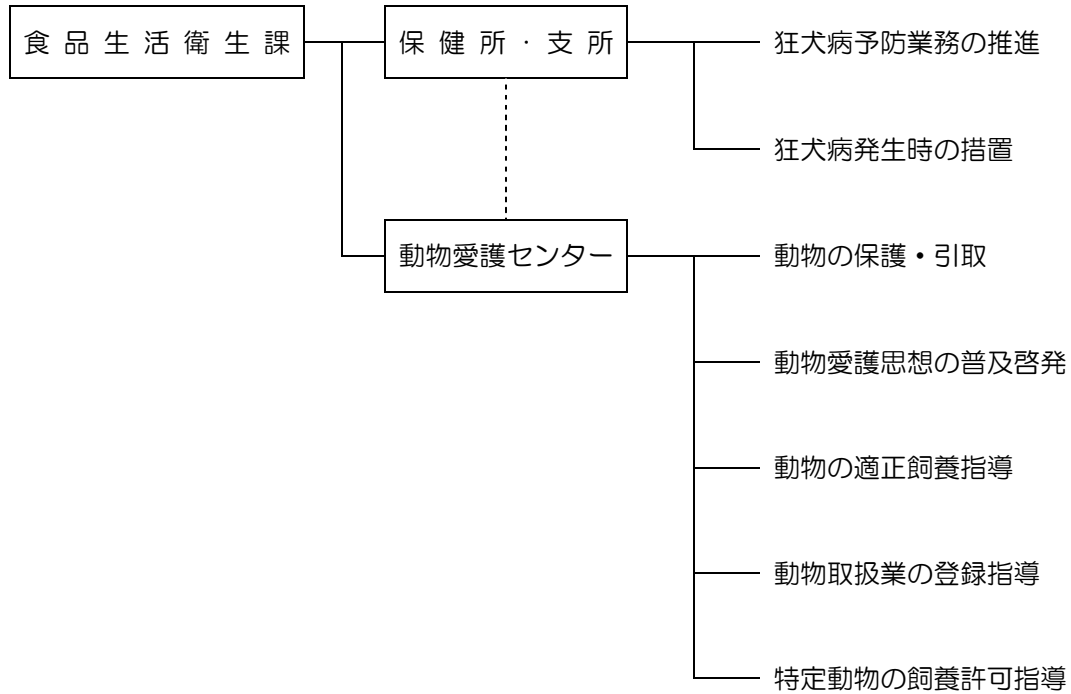 食品生活衛生課
保健所・支所
狂犬病予防業務の推進
狂犬病発生時の措置
動物愛護センター
動物の保護・引取
動物愛護思想の普及啓発
動物の適正飼養指導
動物取扱業の登録指導
特定動物の飼養許可指導